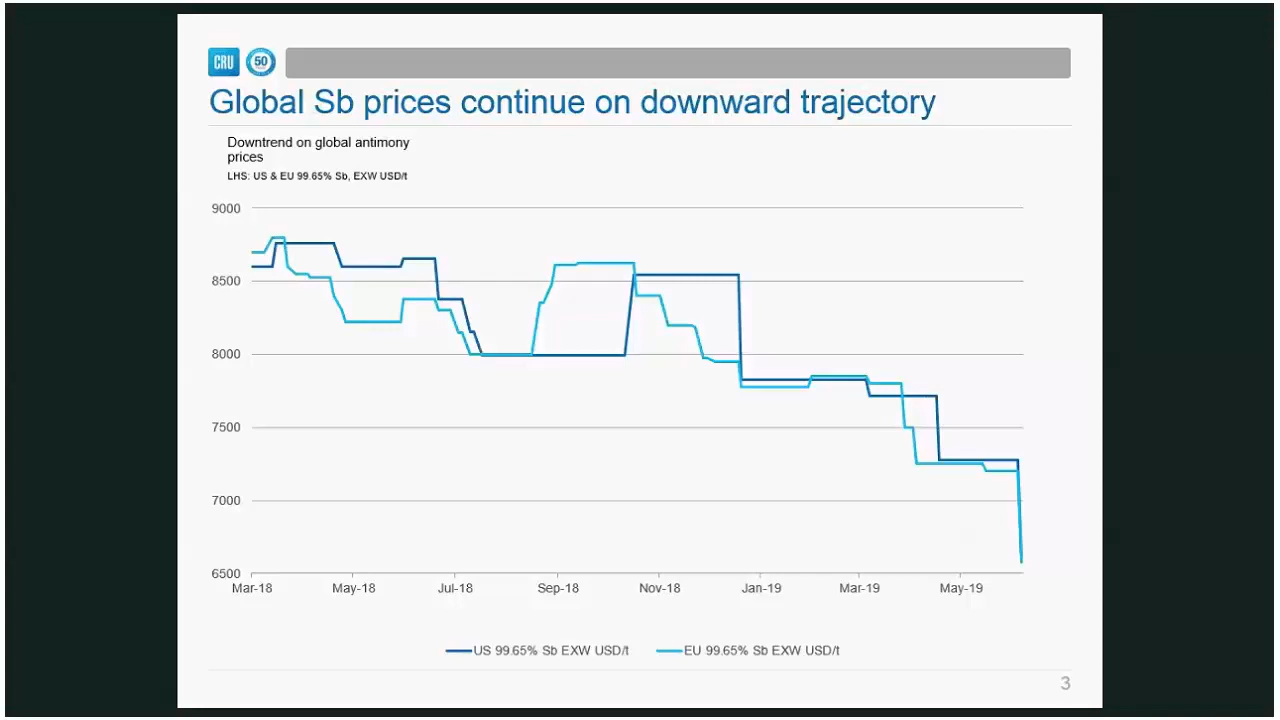 CRU 50
Global Sb prices continue on downward trajectory
Downtrend on global antimony
prices
LHS: US & EU 99.65% Sb, EXW USD/t
9000
8500
8000
7500
7000
6500
Mar-18 May-18 Jul-18 Sep-18 Nov-18 Jan-19 Mar-19 May-19
US 99.65% Sb EXW USD/t EU 99.65% Sb EXW USD/t
3